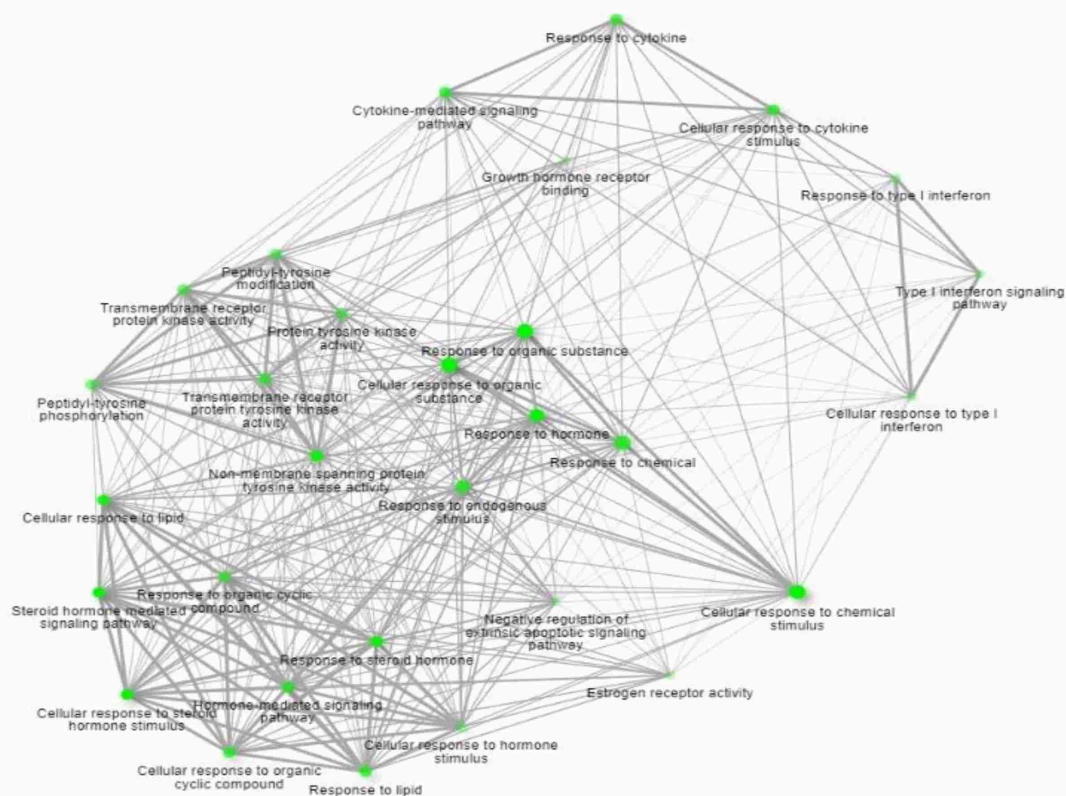 Response to cytokine
Cytokine-mediated signaling
pathway
Cellular response to cytokine
stimulus
Growth hormone receptor
binding
Response to type I interferon
Peptidyl-tyrosine
modification
Type I interferon signaling
pathway
Transmembrane receptor
protein kinase activity
Protein tyrosine kinase
activity
Response to organic substance
Cellular response to organic
substance
Peptidyl-tyrosine
phosphorylation
Transmembrane receptor
protein tyrosine kinase
activity
Cellular response to type I
interferon
Response to hormone
Response to chemical
Non-membrane spanning protein
tyrosine kinase activity
Response to endogenous
stimulus
Cellular response to lipid
Response to organic cyclic
compound
Steroid hormone mediated
signaling pathway
Cellular response to chemical
stimulus
Negative regulation of
extrinsic apoptotic signaling
pathway
Response to steroid hormone
Estrogen receptor activity
Hormone-mediated signaling
pathway
Cellular response to steroid
hormone stimulus
Cellular response to hormone
stimulus
Cellular response to organic
cyclic compound
Response to lipid